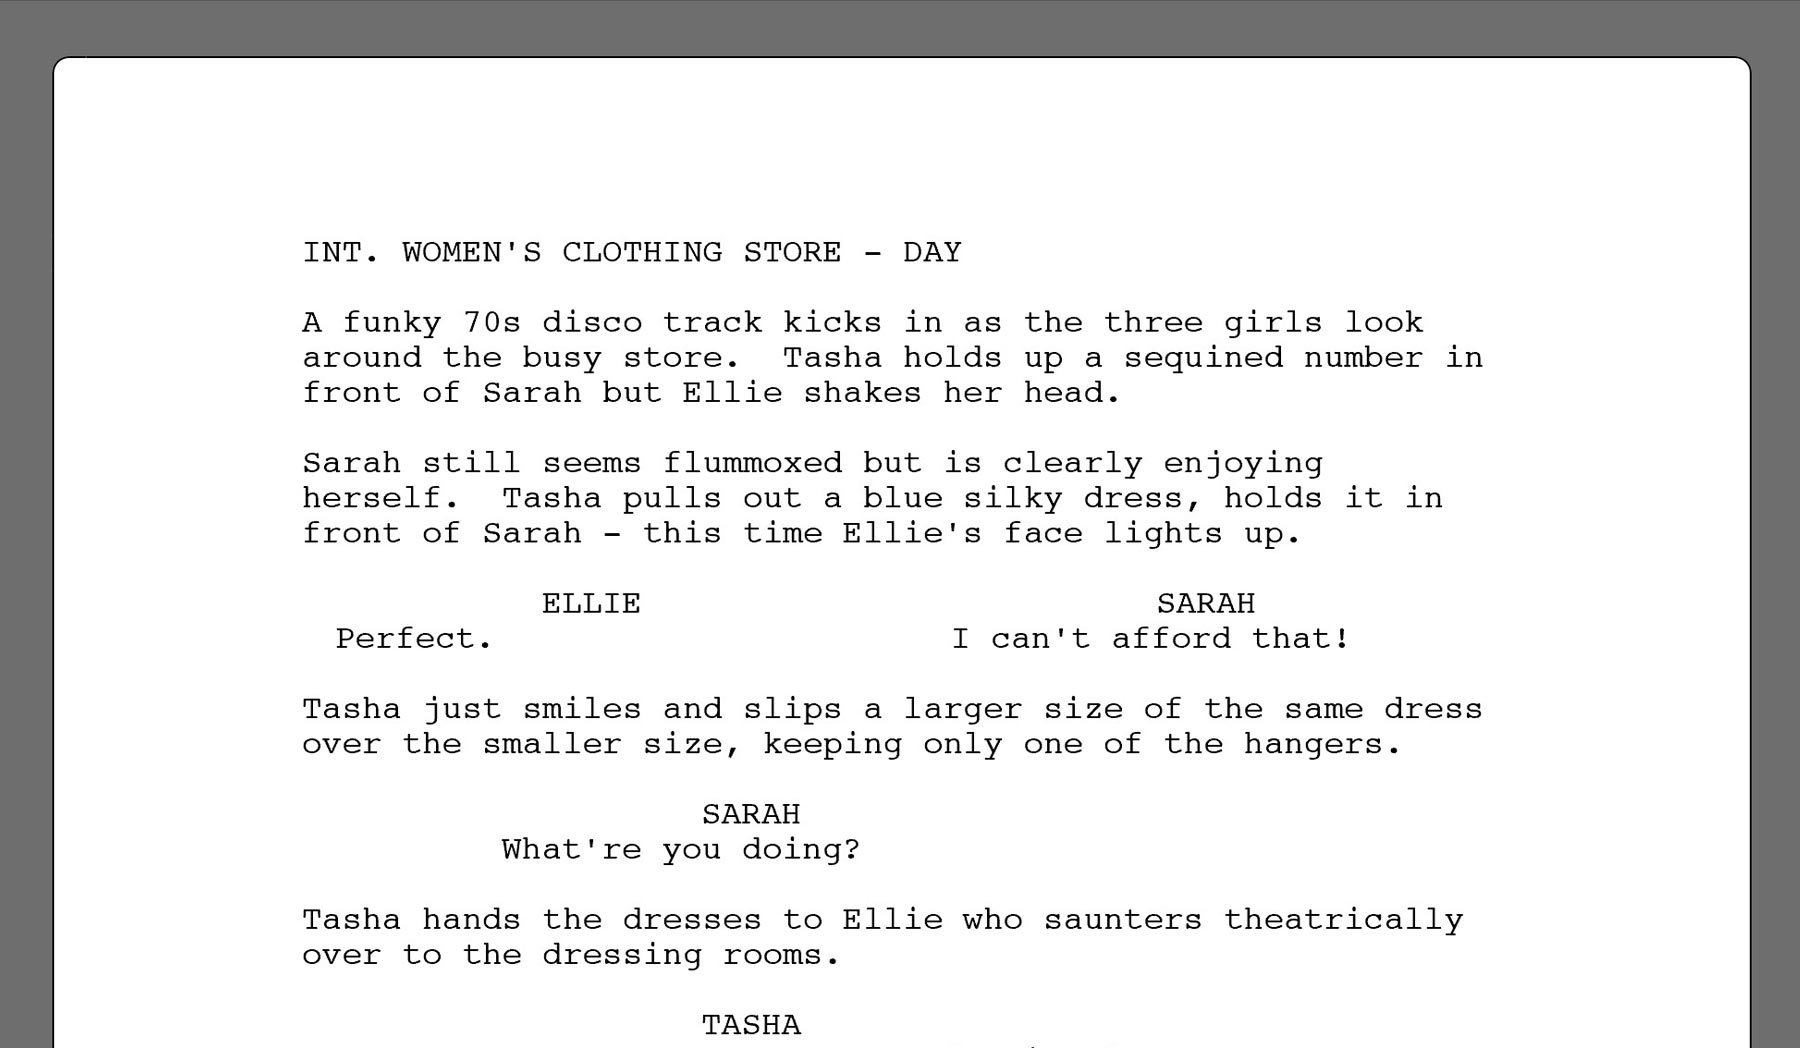 INT. WOMEN'S CLOTHING STORE - DAY
A funky 70s disco track kicks in as the three girls look
around the busy store.  Tasha holds up a sequined number in
front of Sarah but Ellie shakes her head.
Sarah still seems flummoxed but is clearly enjoying
herself.  Tasha pulls out a blue silky dress, holds it in
front of Sarah - this time Ellie's face lights up.
ELLIE
Perfect.
SARAH
I can't afford that!
Tasha just smiles and slips a larger size of the same dress
over the smaller size, keeping only one of the hangers.
SARAH
What're you doing?
Tasha hands the dresses to Ellie who saunters theatrically
over to the dressing rooms.
TASHA